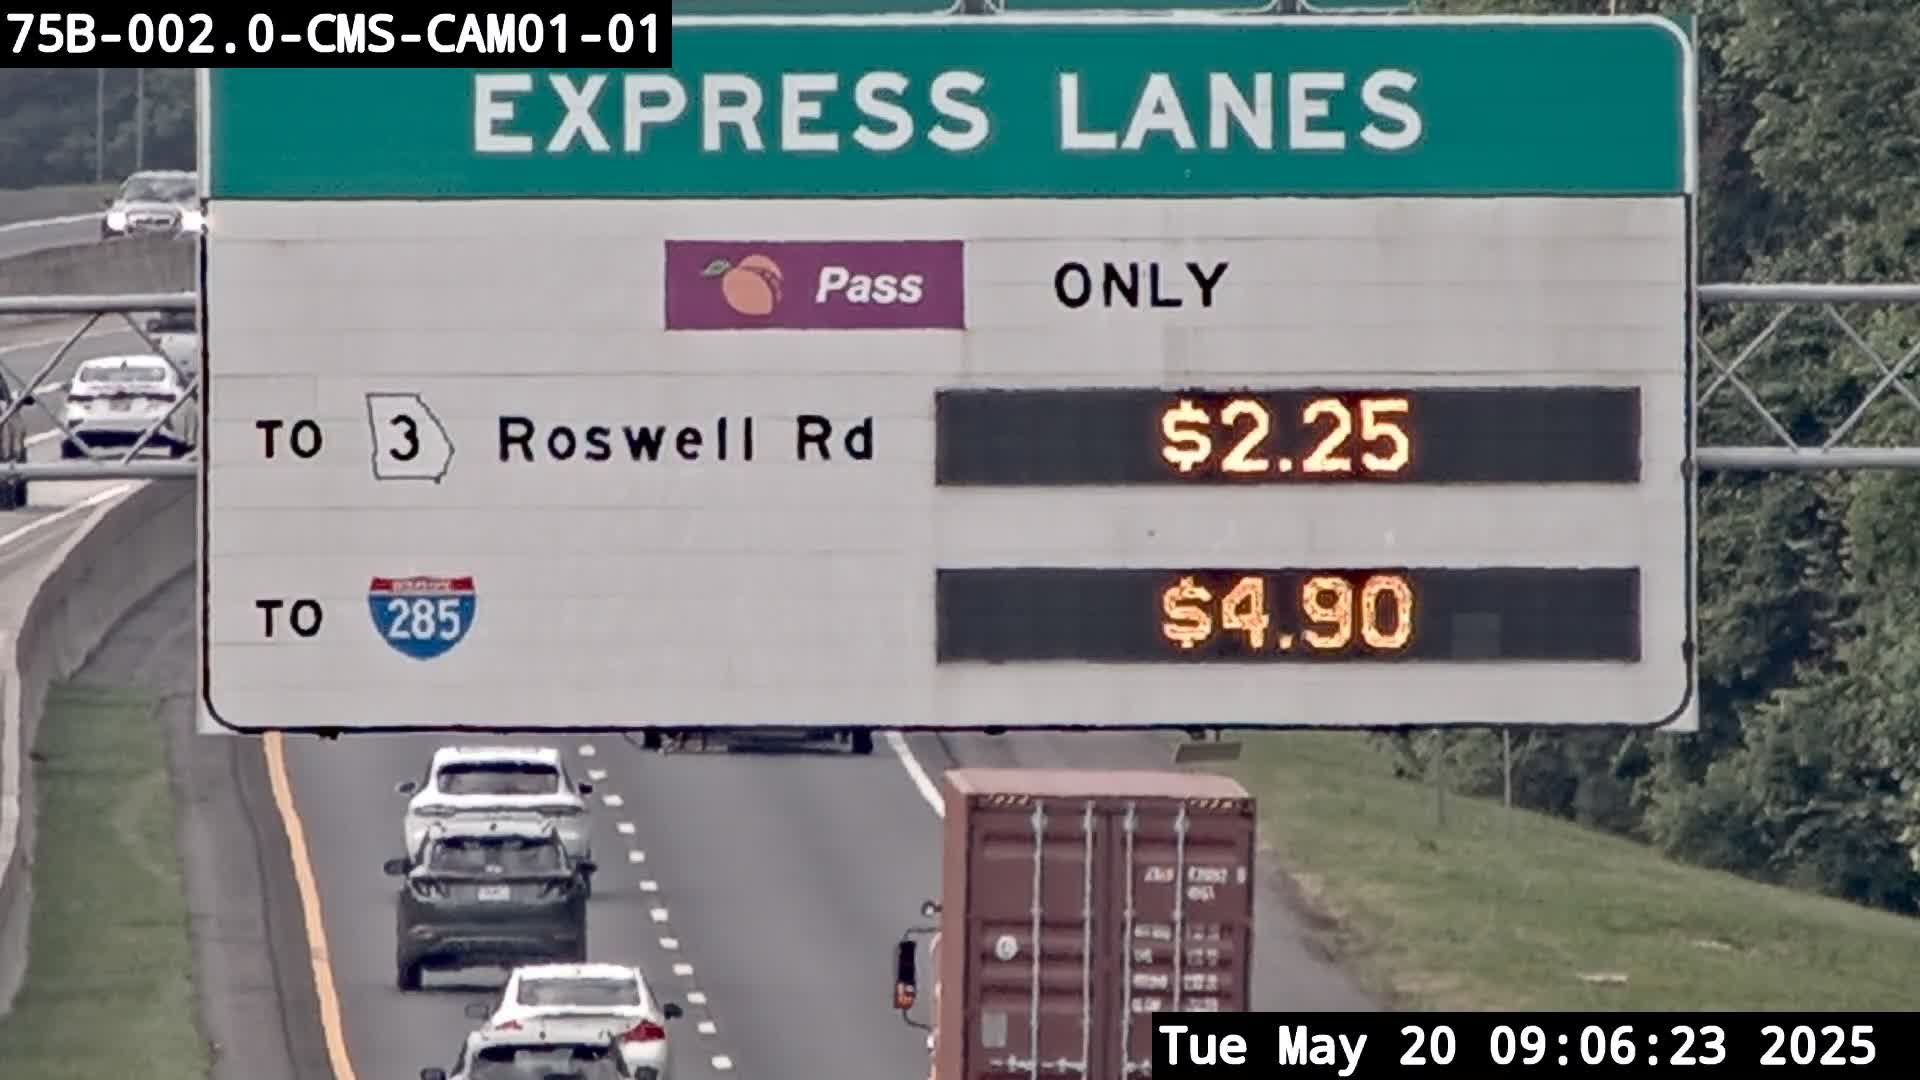 75B-002.0-CMS-CAM01-01
EXPRESS LANES
Pass ONLY
TO 3 Roswell Rd $2.25
TO 285 $4.90
Tue May 20 09:06:23 2025